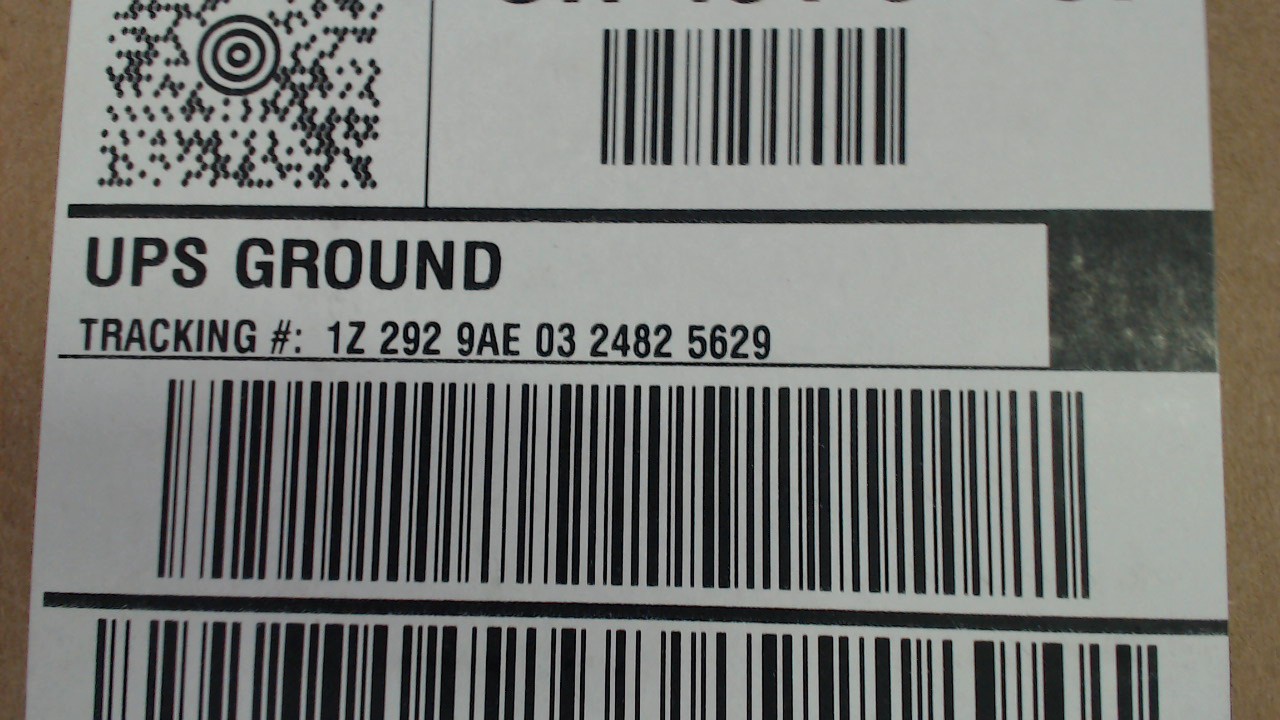 UPS GROUND
TRACKING #: 1Z 292 9AE 03 2482 5629